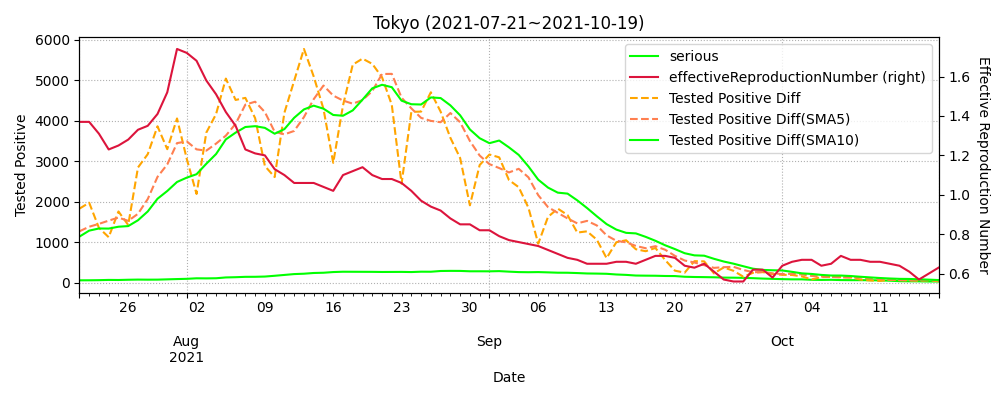 Tokyo (2021-07-21~2021-10-19)
6000
5000
4000
3000
2000
1000
0
Tested Positive
serious
effectiveReproductionNumber (right)
Tested Positive Diff
Tested Positive Diff(SMA5)
Tested Positive Diff(SMA10)
1.6
1.4
1.2
1.0
0.8
0.6
Effective Reproduction Number
26 02 09 16 23 30 06 13 20 27 04 11
Aug Sep Oct
2021
Date